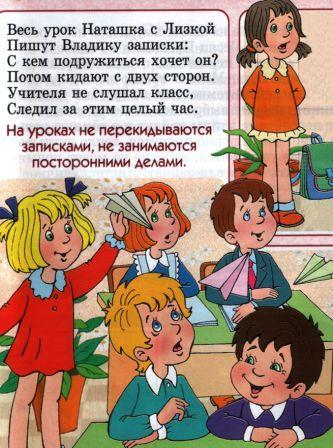 Весь урок Наташка с Лизкой
Пишут Владику записки:
С кем подружиться хочет он?
Потом кидают с двух сторон.
Учителя не слушал класс,
Следил за этим целый час.
На уроках не перекидываются
записками, не занимаются
посторонними делами.